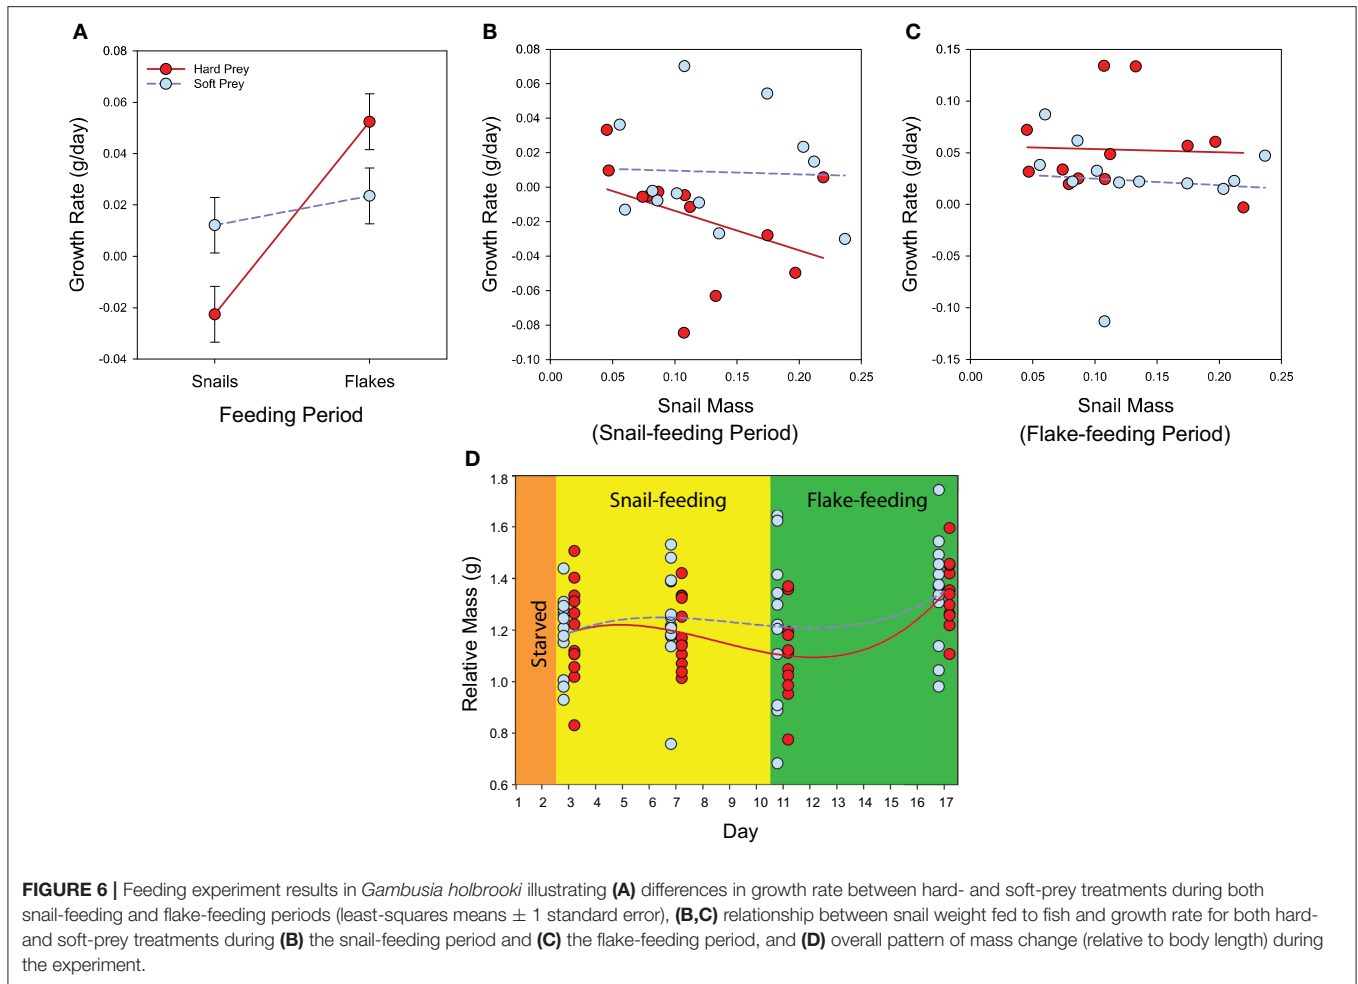 A
B
C
0.08
0.06
0.04
0.02
0.00
-0.02
-0.04
Growth Rate (g/day)
Hard Prey
Soft Prey
Snails
Flakes
Feeding Period
0.08
0.06
0.04
0.02
0.00
-0.02
-0.04
-0.06
-0.08
-0.10
Growth Rate (g/day)
0.00 0.05 0.10 0.15 0.20 0.25
Snail Mass
(Snail-feeding Period)
0.15
0.10
0.05
0.00
-0.05
-0.10
-0.15
Growth Rate (g/day)
0.00 0.05 0.10 0.15 0.20 0.25
Snail Mass
(Flake-feeding Period)
D
1.8
1.6
1.4
1.2
1.0
0.8
0.6
Relative Mass (g)
Starved
Snail-feeding
Flake-feeding
1 2 3 4 5 6 7 8 9 10 11 12 13 14 15 16 17
Day
FIGURE 6 | Feeding experiment results in Gambusia holbrooki illustrating (A) differences in growth rate between hard- and soft-prey treatments during both
snail-feeding and flake-feeding periods (least-squares means ± 1 standard error), (B,C) relationship between snail weight fed to fish and growth rate for both hard-
and soft-prey treatments during (B) the snail-feeding period and (C) the flake-feeding period, and (D) overall pattern of mass change (relative to body length) during
the experiment.